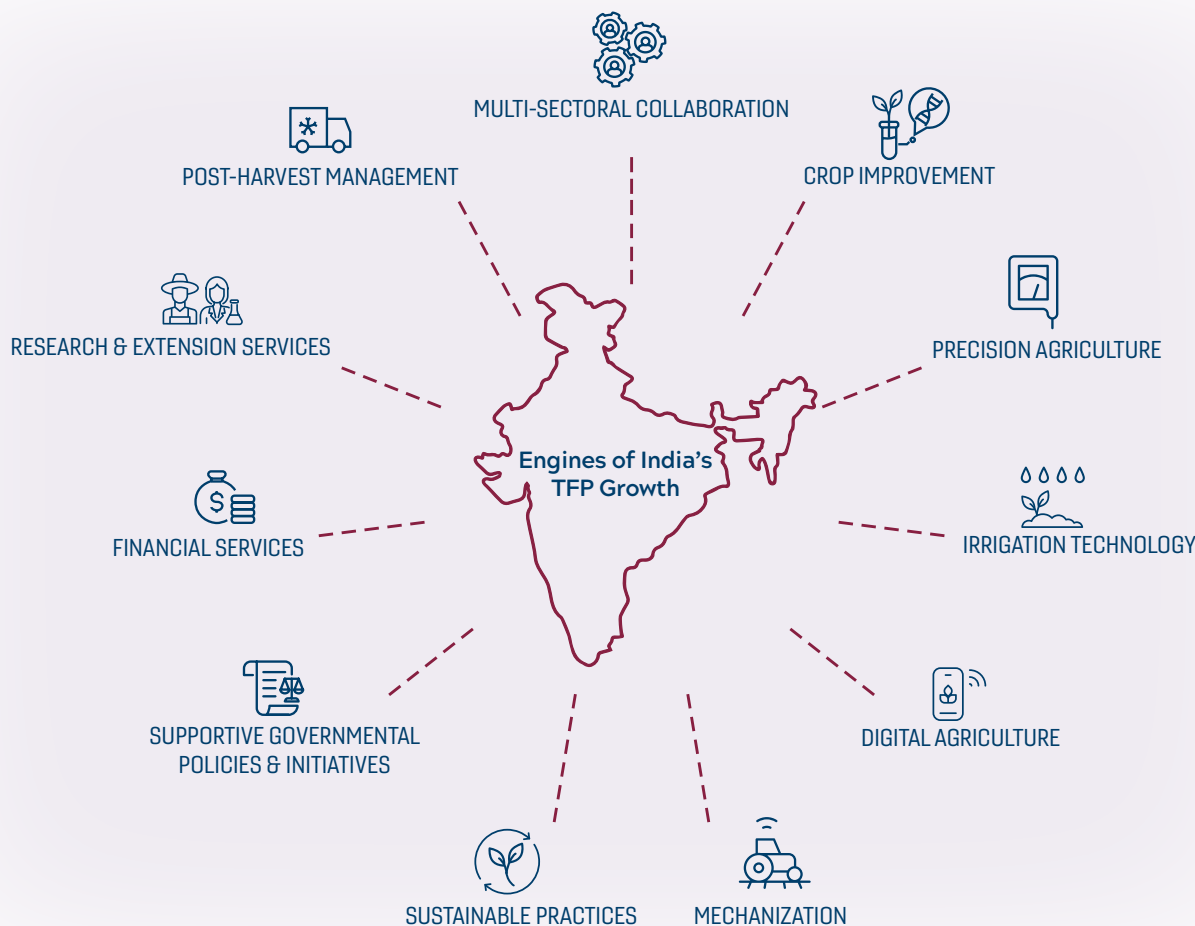 MULTI-SECTORAL COLLABORATION
POST-HARVEST MANAGEMENT
CROP IMPROVEMENT
RESEARCH & EXTENSION SERVICES
PRECISION AGRICULTURE
Engines of India's
TFP Growth
$
FINANCIAL SERVICES
IRRIGATION TECHNOLOGY
SUPPORTIVE GOVERNMENTAL
POLICIES & INITIATIVES
DIGITAL AGRICULTURE
SUSTAINABLE PRACTICES
MECHANIZATION